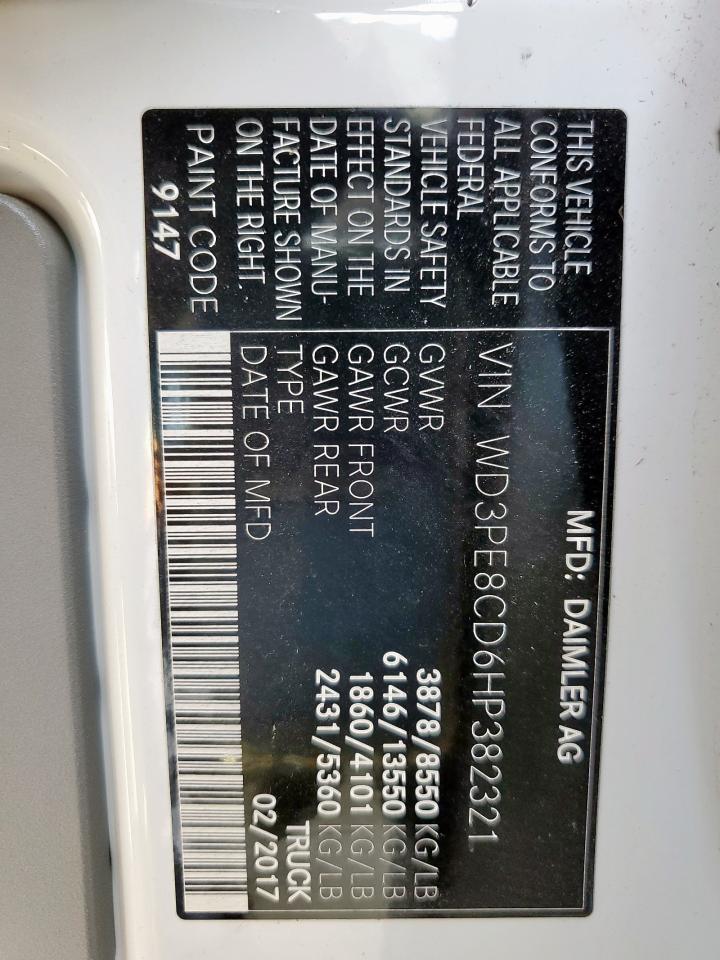 THIS VEHICLE
CONFORMS TO
ALL APPLICABLE
FEDERAL
VEHICLE SAFETY
STANDARDS IN
EFFECT ON THE
DATE OF MANU-
FACTURE SHOWN
ON THE RIGHT.
PAINT CODE
9147
MFD: DAIMLER AG
VIN WD3PE8CD6HP382321
GVWR 3878/8550 KG/LB
GCWR 6146/13550 KG/LB
GAWR FRONT 1860/4101 KG/LB
GAWR REAR 2431/5360 KG/LB
TYPE TRUCK
DATE OF MFD 02/2017